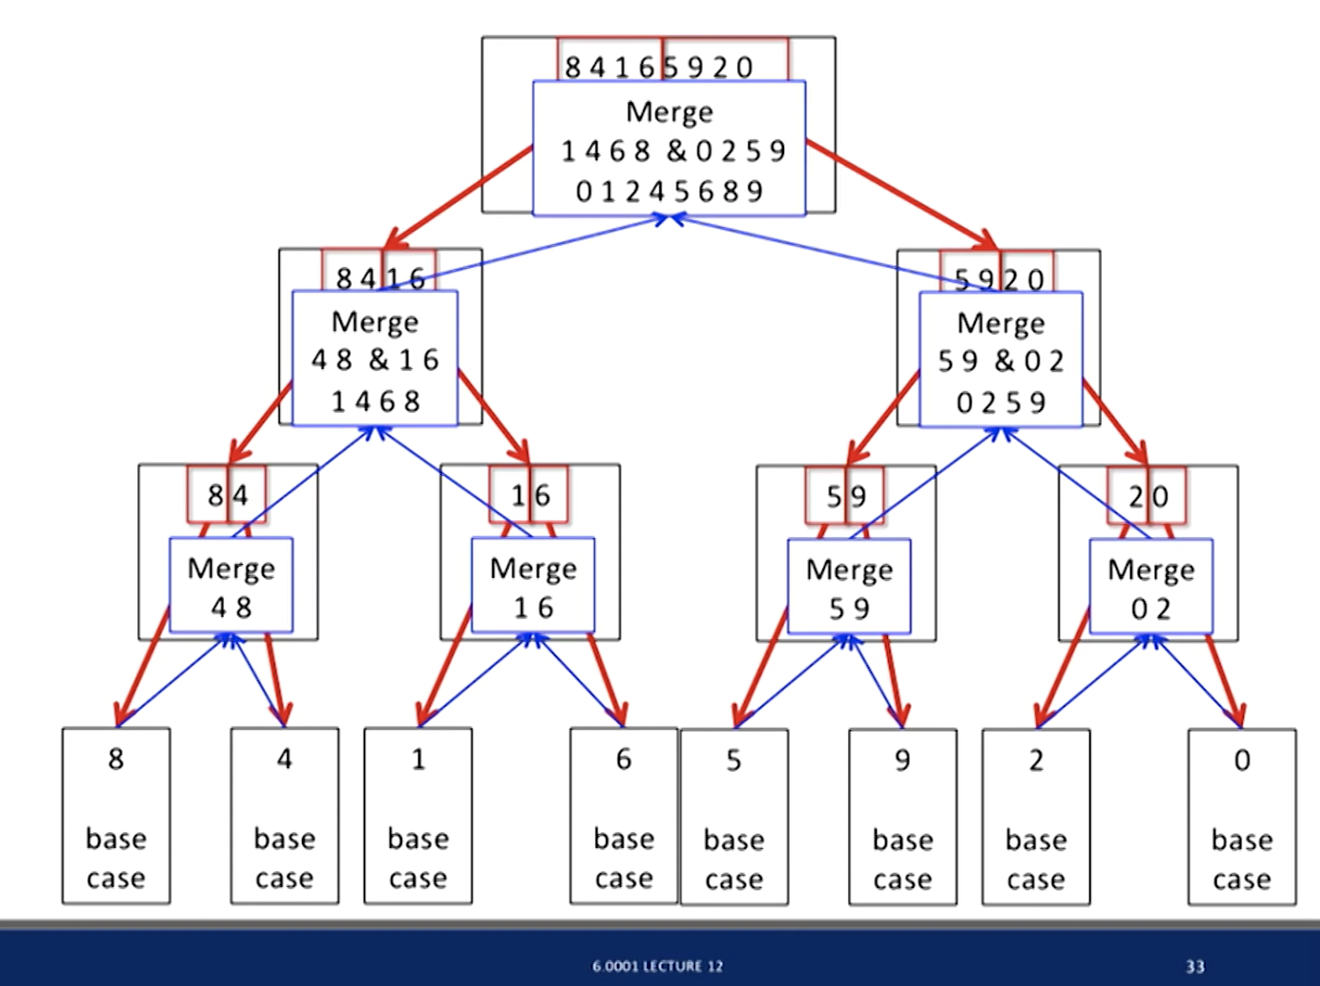 8 4 1 6 5 9 2 0
Merge
1 4 6 8 & 0 2 5 9
0 1 2 4 5 6 8 9
8 4 1 6
Merge
4 8 & 1 6
1 4 6 8
5 9 2 0
Merge
5 9 & 0 2
0 2 5 9
8 4
Merge
4 8
1 6
Merge
1 6
5 9
Merge
5 9
2 0
Merge
0 2
8
base
case
4
base
case
1
base
case
6
base
case
5
base
case
9
base
case
2
base
case
0
base
case
6.0001 LECTURE 12
33